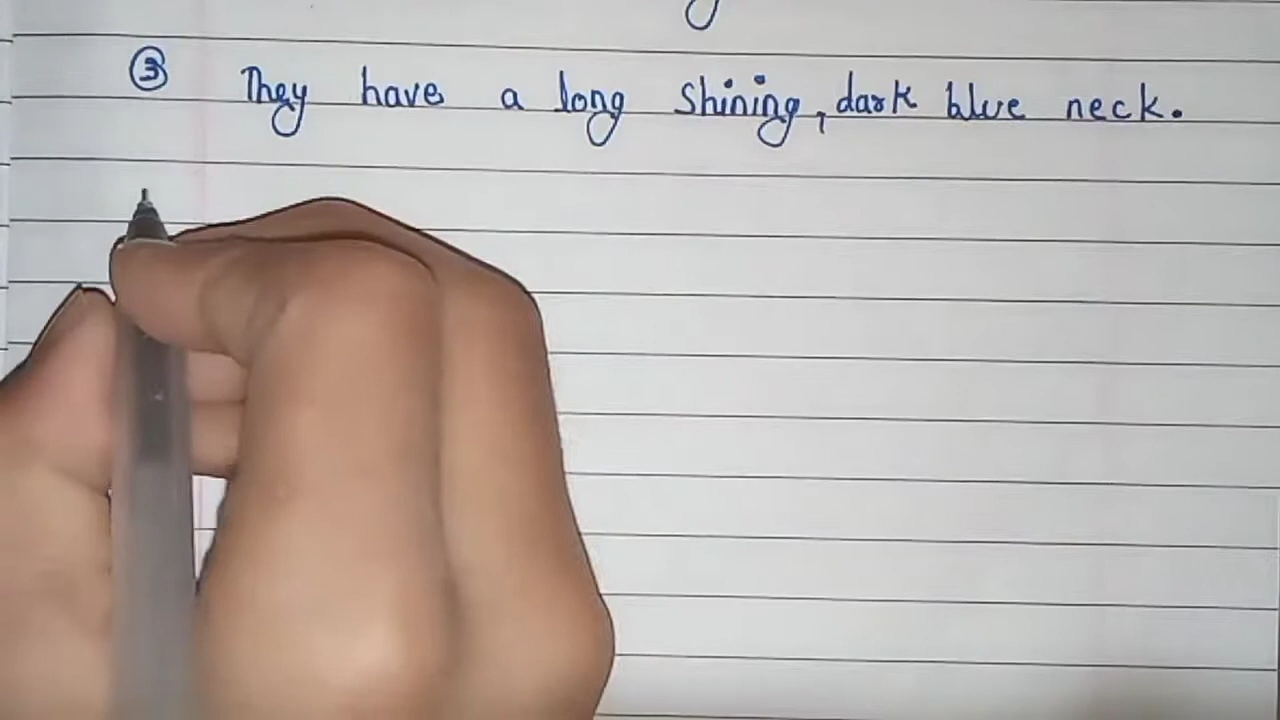 ③ They have a long shining, dark blue neck.